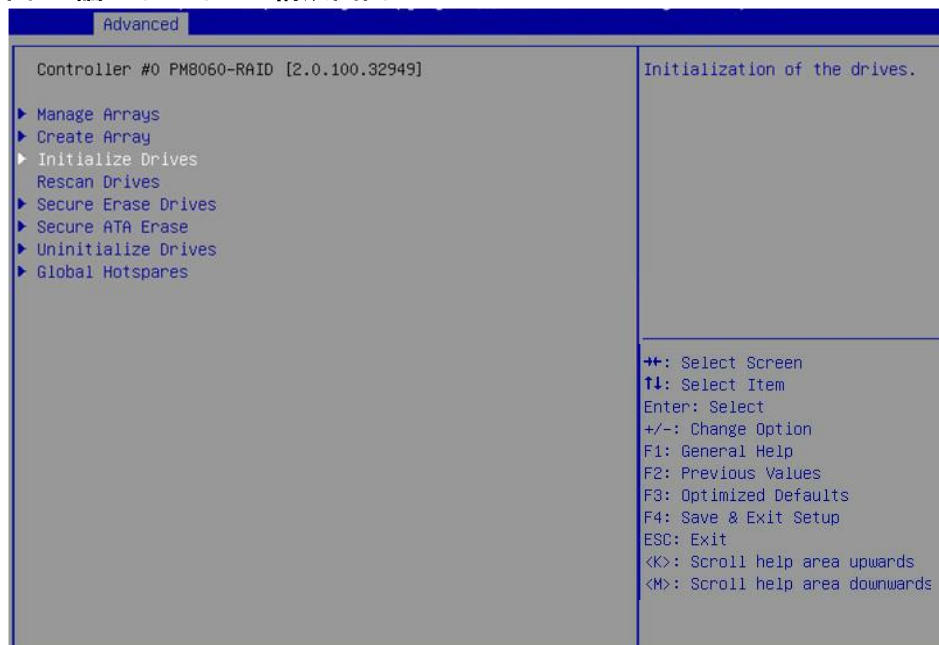 Advanced
Controller #0 PM8060-RAID [2.0.100.32949]
Manage Arrays
Create Array
Initialize Drives
Rescan Drives
Secure Erase Drives
Secure ATA Erase
Uninitialize Drives
Global Hotspares
Initialization of the drives.
→←: Select Screen
↑↓: Select Item
Enter: Select
+/-: Change Option
F1: General Help
F2: Previous Values
F3: Optimized Defaults
F4: Save & Exit Setup
ESC: Exit
<K>: Scroll help area upwards
<M>: Scroll help area downwards